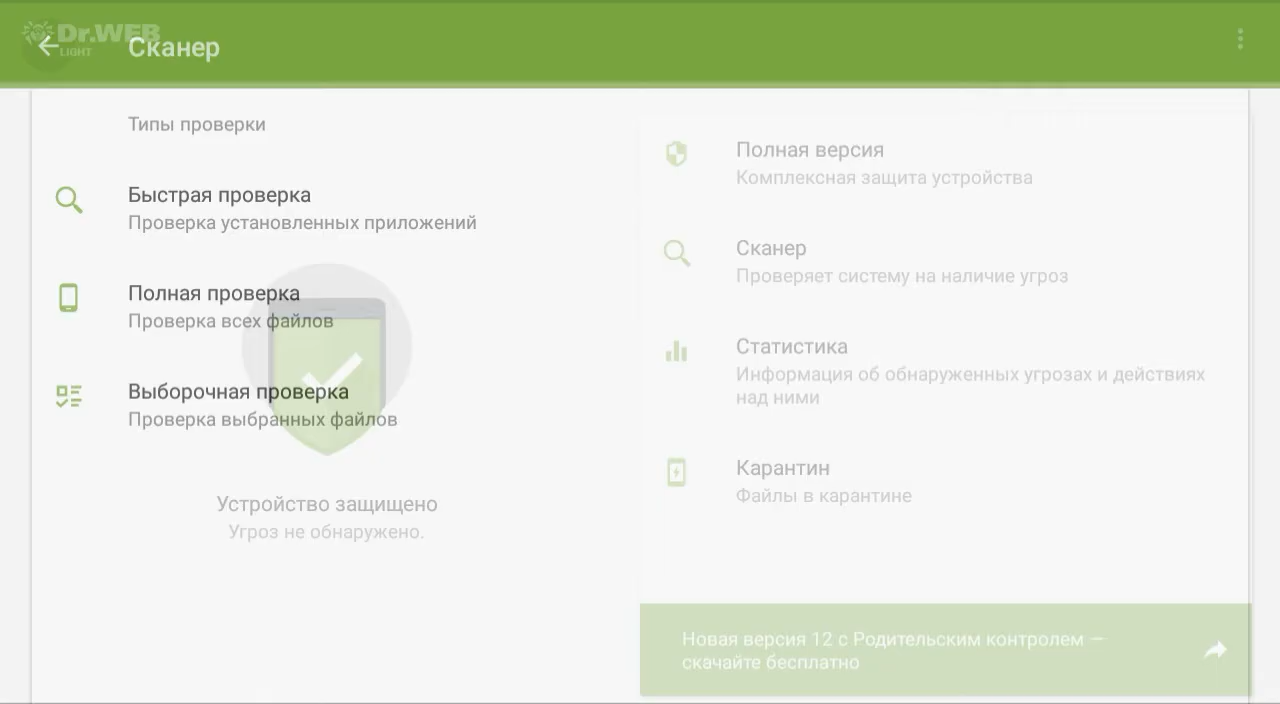 Dr.WEB
LIGHT
Сканер
Типы проверки
Быстрая проверка
Проверка установленных приложений
Полная проверка
Проверка всех файлов
Выборочная проверка
Проверка выбранных файлов
Устройство защищено
Угроз не обнаружено.
Полная версия
Комплексная защита устройства
Сканер
Проверяет систему на наличие угроз
Статистика
Информация об обнаруженных угрозах и действиях
над ними
Карантин
Файлы в карантине
Новая версия 12 с Родительским контролем —
скачайте бесплатно